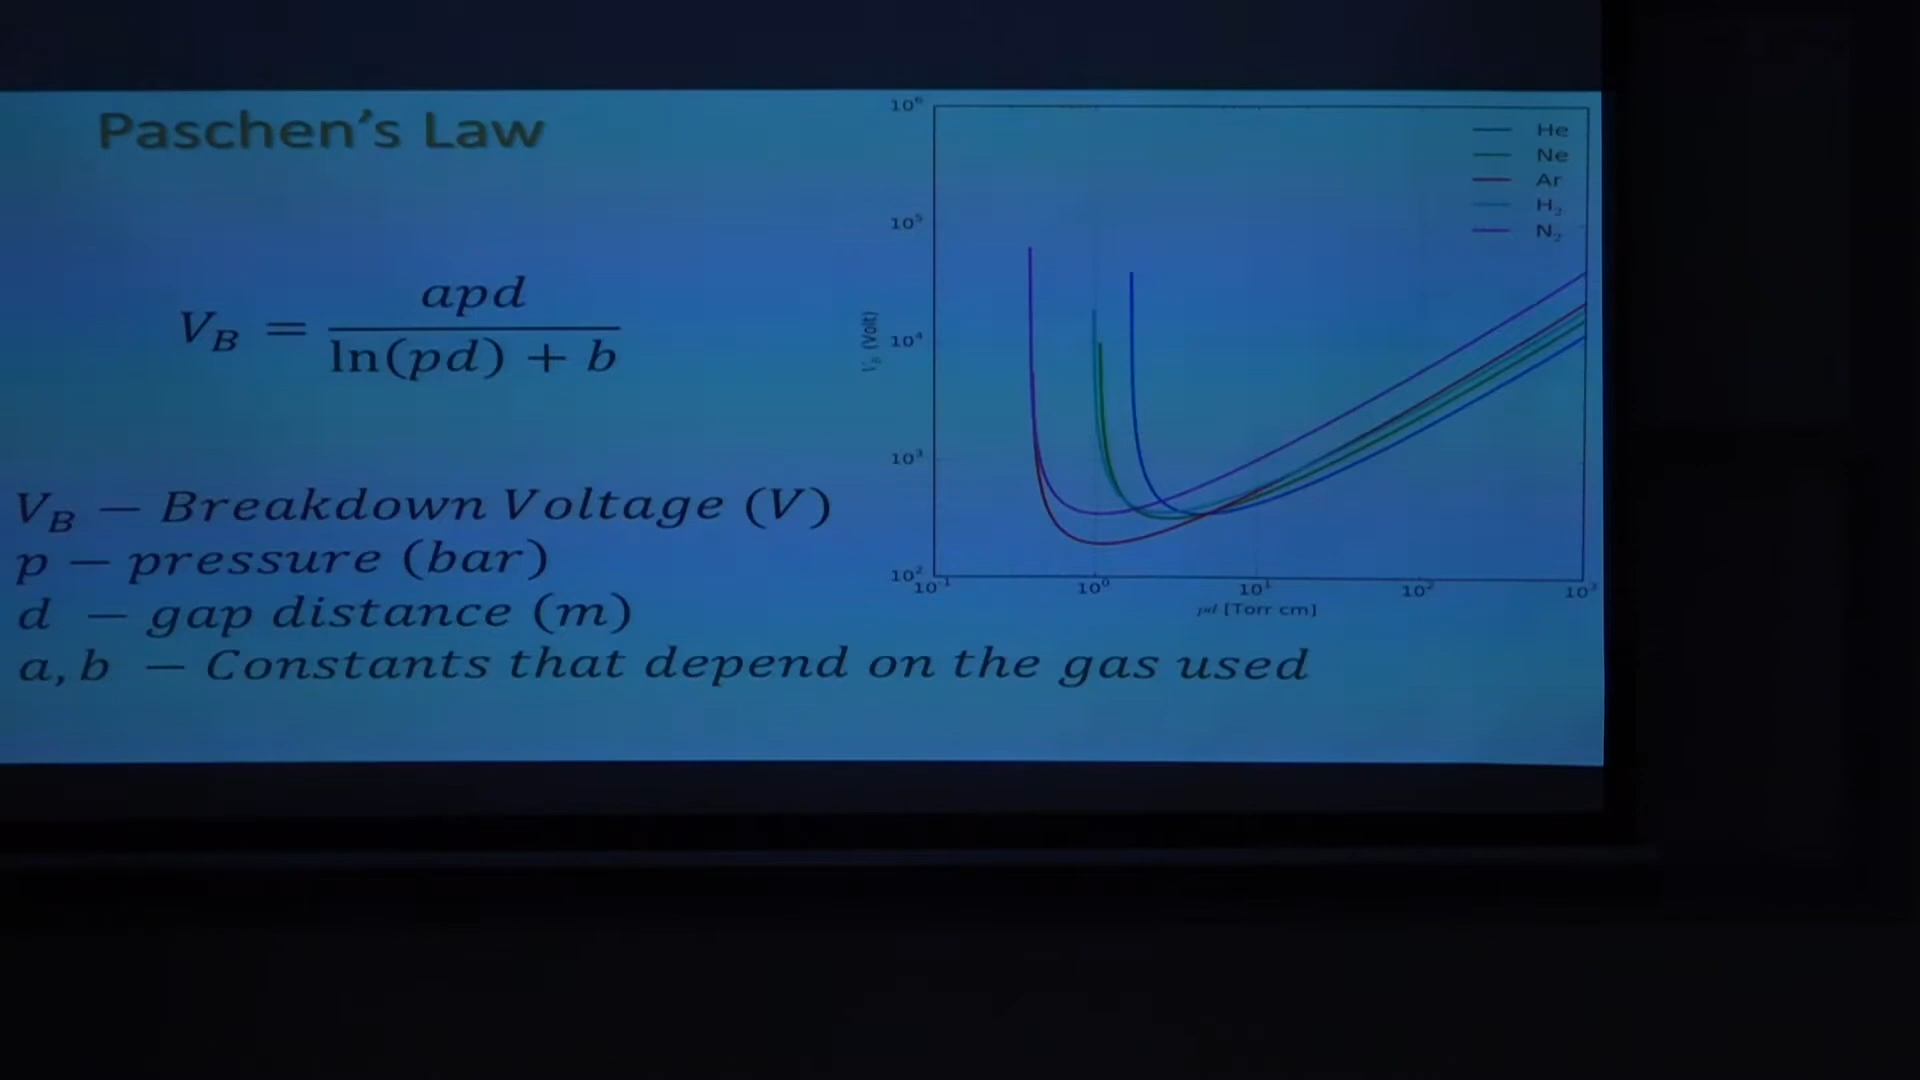 Paschen's Law
V_B = apd / (ln(pd) + b)
V_B — Breakdown Voltage (V)
p — pressure (bar)
d — gap distance (m)
a, b — Constants that depend on the gas used
10⁶
10⁵
10⁴
10³
10²
V_B (Volt)
10⁻¹ 10⁰ 10¹ 10² 10³
pd [Torr cm]
He
Ne
Ar
H₂
N₂